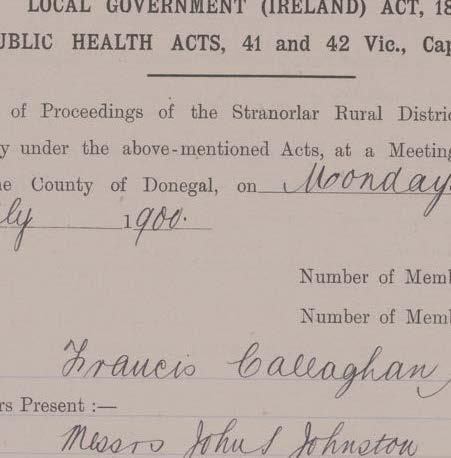 LOCAL GOVERNMENT (IRELAND) ACT, 18
UBLIC HEALTH ACTS, 41 and 42 Vic., Cap
of Proceedings of the Stranorlar Rural Distric
y under the above-mentioned Acts, at a Meeting
e County of Donegal, on Monday
ly 1900.
Number of Memb
Number of Memb
Francis Callaghan
rs Present :—
Messrs John S Johnston